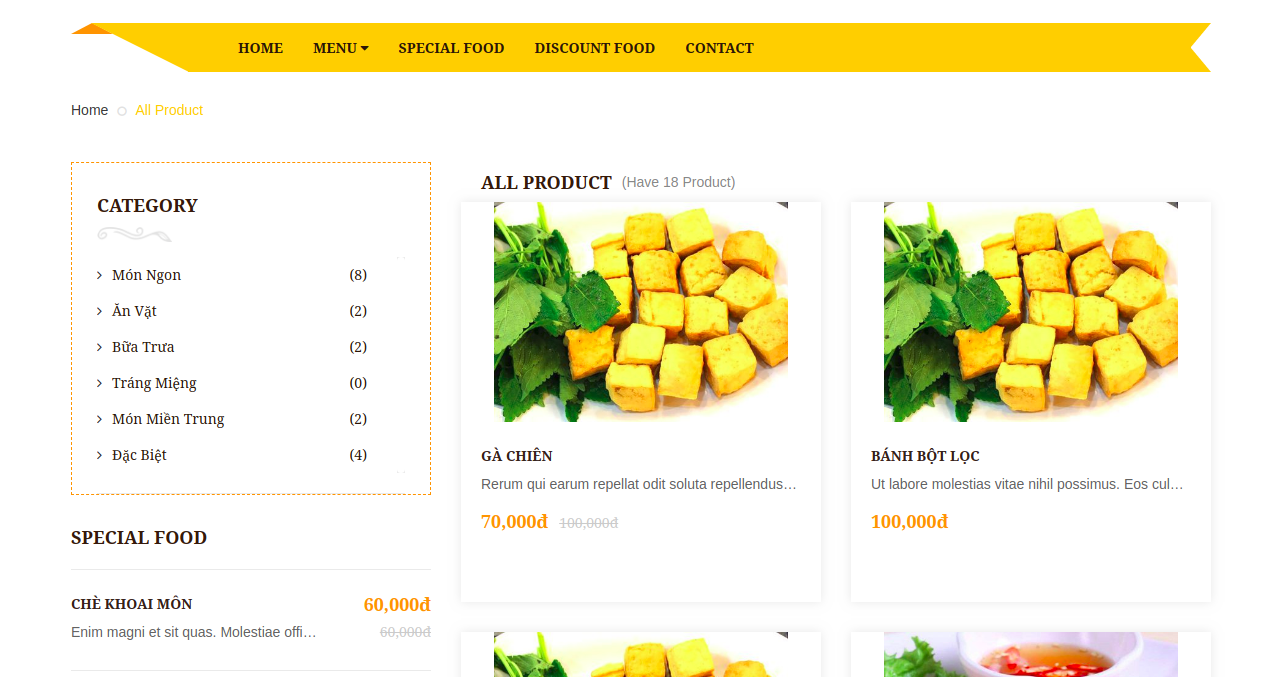 HOME MENU SPECIAL FOOD DISCOUNT FOOD CONTACT
Home All Product
CATEGORY
Món Ngon (8)
Ăn Vặt (2)
Bữa Trưa (2)
Tráng Miệng (0)
Món Miền Trung (2)
Đặc Biệt (4)
SPECIAL FOOD
CHÈ KHOAI MÔN 60,000đ
Enim magni et sit quas. Molestiae offi... 60,000đ
ALL PRODUCT (Have 18 Product)
GÀ CHIÊN
Rerum qui earum repellat odit soluta repellendus...
70,000đ 100,000đ
BÁNH BỘT LỌC
Ut labore molestias vitae nihil possimus. Eos cul...
100,000đ